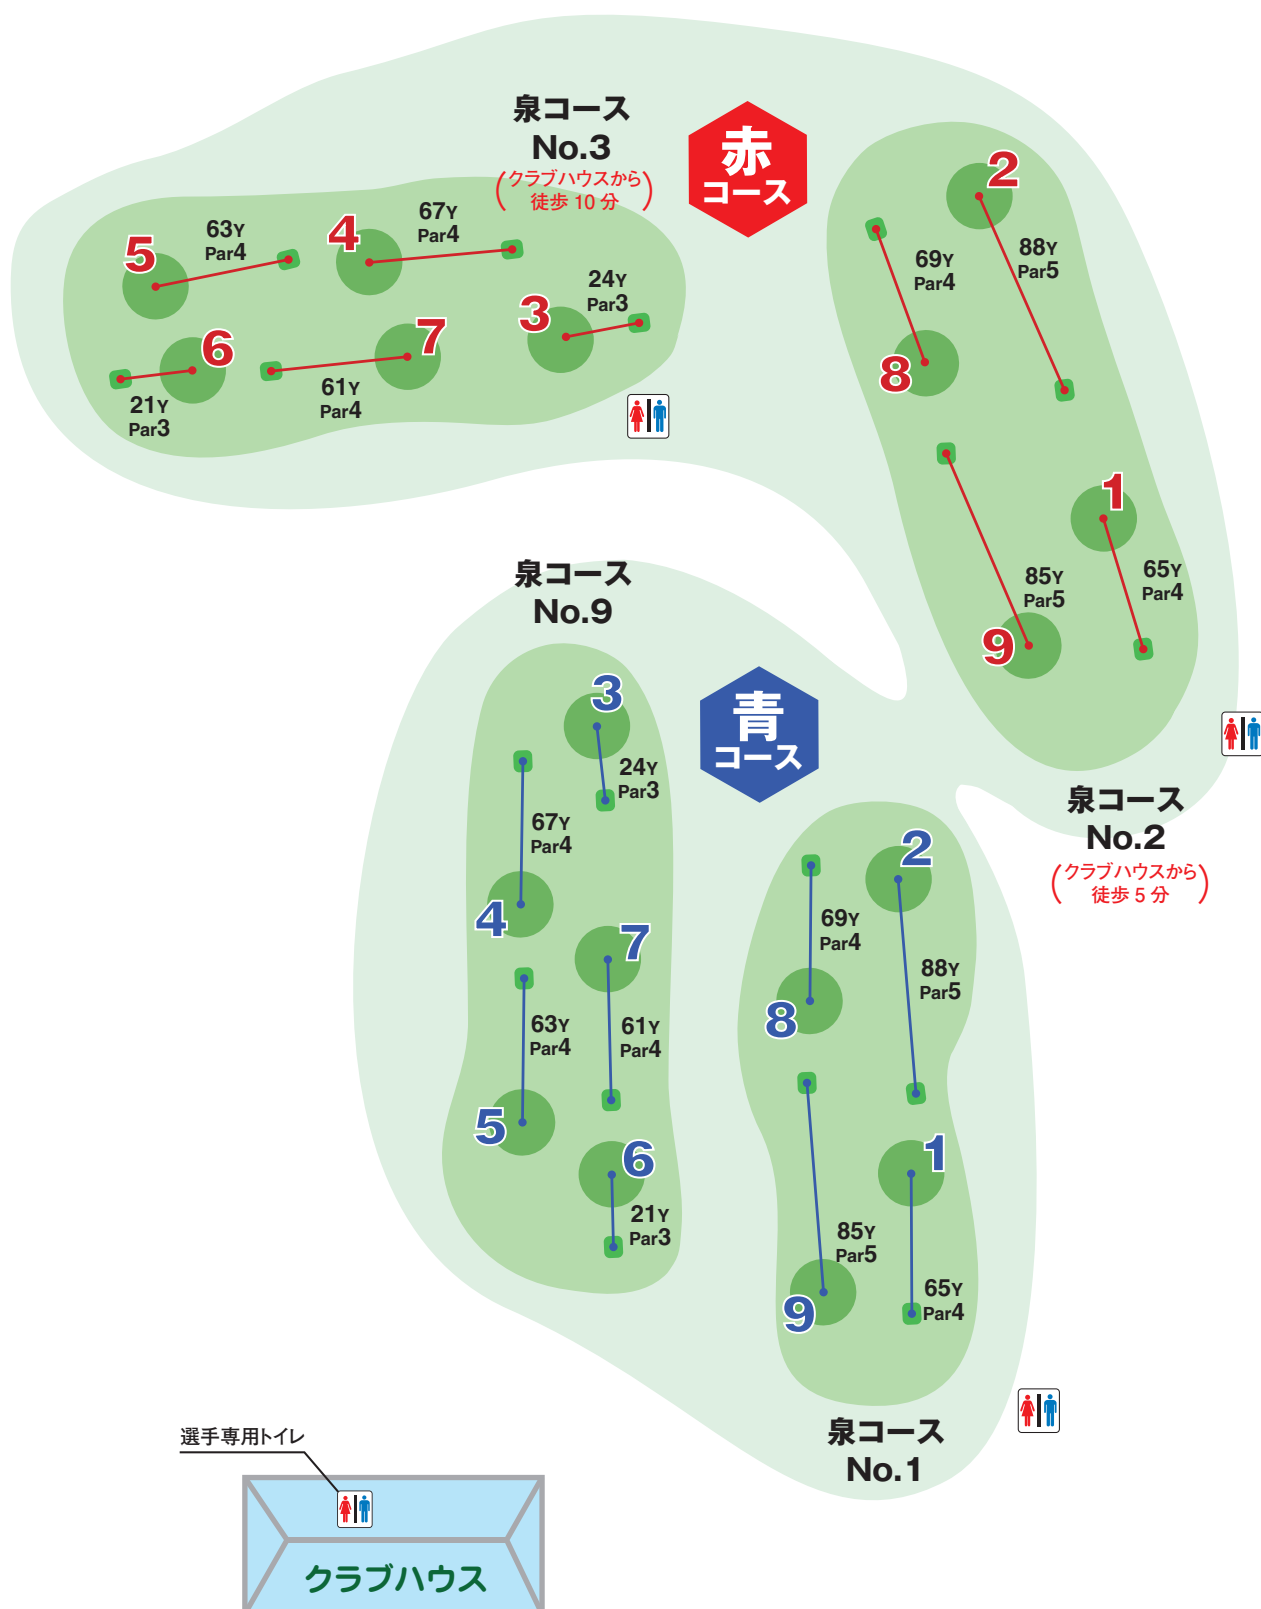 泉コース
No.3
(クラブハウスから
徒歩 10 分)
赤
コース
5
63Y
Par4
4
67Y
Par4
3
24Y
Par3
6
21Y
Par3
7
61Y
Par4
2
88Y
Par5
8
69Y
Par4
1
65Y
Par4
9
85Y
Par5
泉コース
No.2
(クラブハウスから
徒歩 5 分)
泉コース
No.9
青
コース
3
24Y
Par3
4
67Y
Par4
7
61Y
Par4
5
63Y
Par4
6
21Y
Par3
2
88Y
Par5
8
69Y
Par4
1
65Y
Par4
9
85Y
Par5
泉コース
No.1
選手専用トイレ
クラブハウス